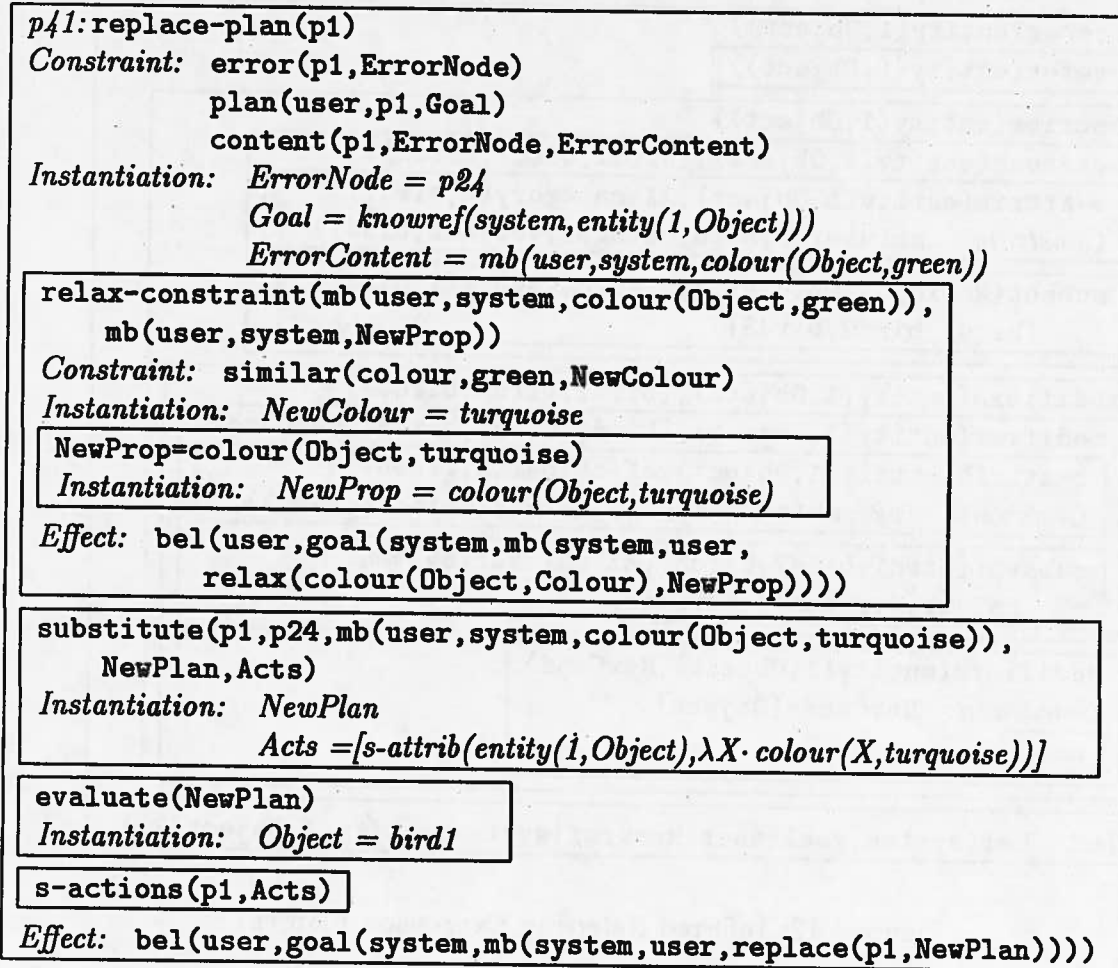 p41:replace-plan(p1)
Constraint: error(p1,ErrorNode)
plan(user,p1,Goal)
content(p1,ErrorNode,ErrorContent)
Instantiation: ErrorNode = p24
Goal = knowref(system,entity(1,Object)))
ErrorContent = mb(user,system,colour(Object,green))
relax-constraint(mb(user,system,colour(Object,green)),
mb(user,system,NewProp))
Constraint: similar(colour,green,NewColour)
Instantiation: NewColour = turquoise
NewProp=colour(Object,turquoise)
Instantiation: NewProp = colour(Object,turquoise)
Effect: bel(user,goal(system,mb(system,user,
relax(colour(Object,Colour),NewProp))))
substitute(p1,p24,mb(user,system,colour(Object,turquoise)),
NewPlan,Acts)
Instantiation: NewPlan
Acts =[s-attrib(entity(1,Object),λX· colour(X,turquoise))]
evaluate(NewPlan)
Instantiation: Object = bird1
s-actions(p1,Acts)
Effect: bel(user,goal(system,mb(system,user,replace(p1,NewPlan))))